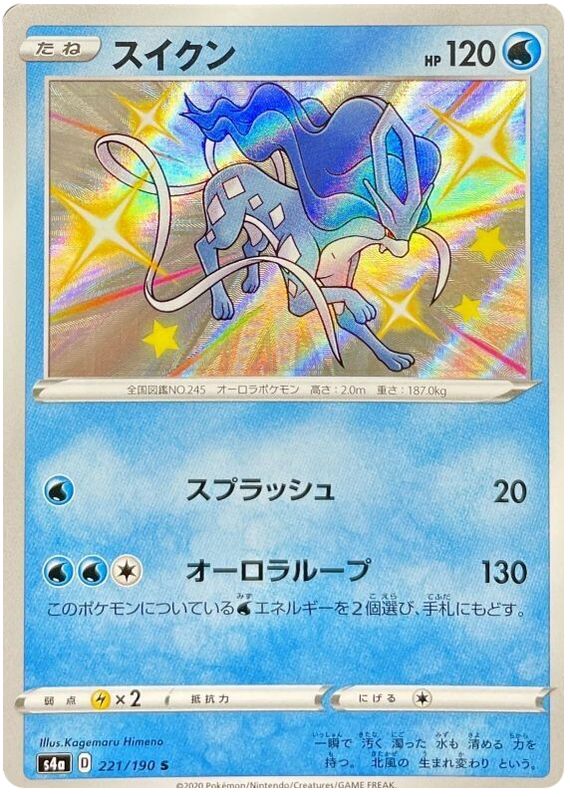 たね スイクン HP 120
全国図鑑NO.245 オーロラポケモン 高さ:2.0m 重さ:187.0kg
スプラッシュ 20
オーロラループ 130
このポケモンについているエネルギーを2個選び、手札にもどす。
弱点 ×2 抵抗力 にげる
Illus.Kagemaru Himeno
一瞬で 汚く 濁った 水も 清める 力を
持つ。 北風の 生まれ変わり という。
s4a D 221/190 S
©2020 Pokémon/Nintendo/Creatures/GAME FREAK.